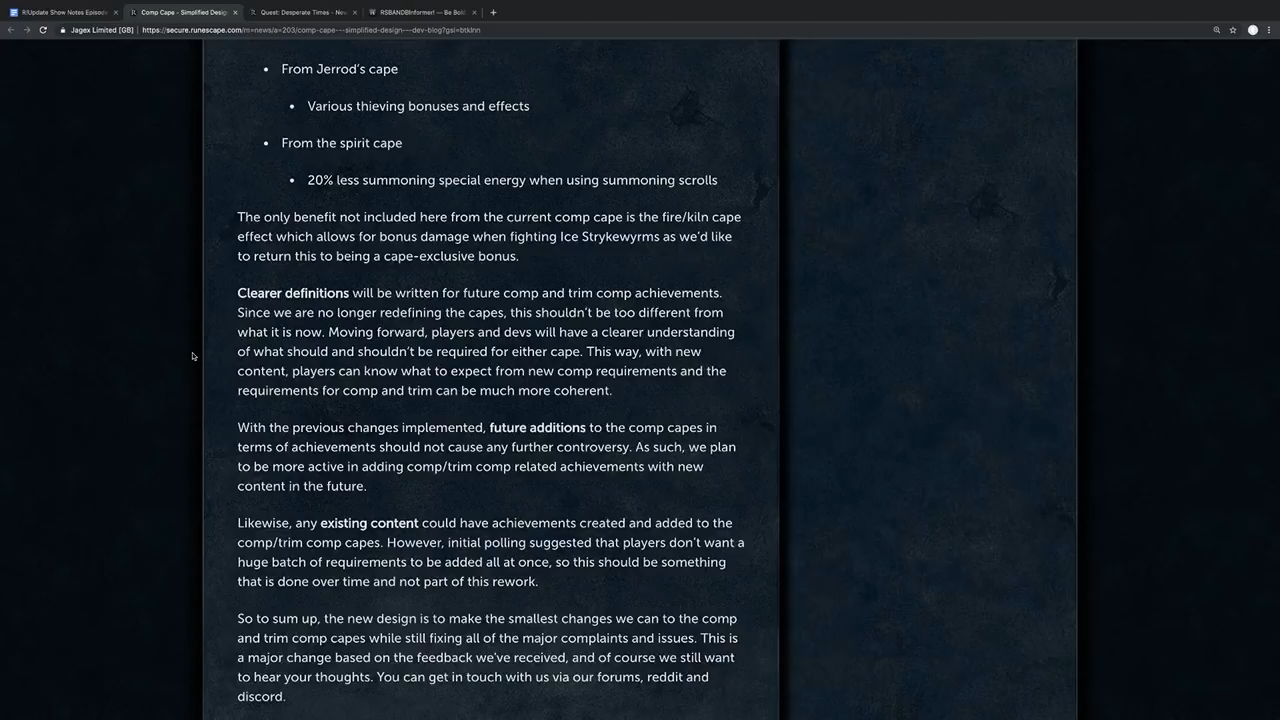 R!Update Show Notes Episode
Comp Cape - Simplified Desig
Quest: Desperate Times - New
RSBANDBInformer! — Be Bol
Jagex Limited [GB]
https://secure.runescape.com/m=news/a=203/comp-cape---simplified-design---dev-blog?gsi=btklnn
• From Jerrod's cape
• Various thieving bonuses and effects
• From the spirit cape
• 20% less summoning special energy when using summoning scrolls
The only benefit not included here from the current comp cape is the fire/kiln cape
effect which allows for bonus damage when fighting Ice Strykewyrms as we'd like
to return this to being a cape-exclusive bonus.
Clearer definitions will be written for future comp and trim comp achievements.
Since we are no longer redefining the capes, this shouldn't be too different from
what it is now. Moving forward, players and devs will have a clearer understanding
of what should and shouldn't be required for either cape. This way, with new
content, players can know what to expect from new comp requirements and the
requirements for comp and trim can be much more coherent.
With the previous changes implemented, future additions to the comp capes in
terms of achievements should not cause any further controversy. As such, we plan
to be more active in adding comp/trim comp related achievements with new
content in the future.
Likewise, any existing content could have achievements created and added to the
comp/trim comp capes. However, initial polling suggested that players don't want a
huge batch of requirements to be added all at once, so this should be something
that is done over time and not part of this rework.
So to sum up, the new design is to make the smallest changes we can to the comp
and trim comp capes while still fixing all of the major complaints and issues. This is
a major change based on the feedback we've received, and of course we still want
to hear your thoughts. You can get in touch with us via our forums, reddit and
discord.